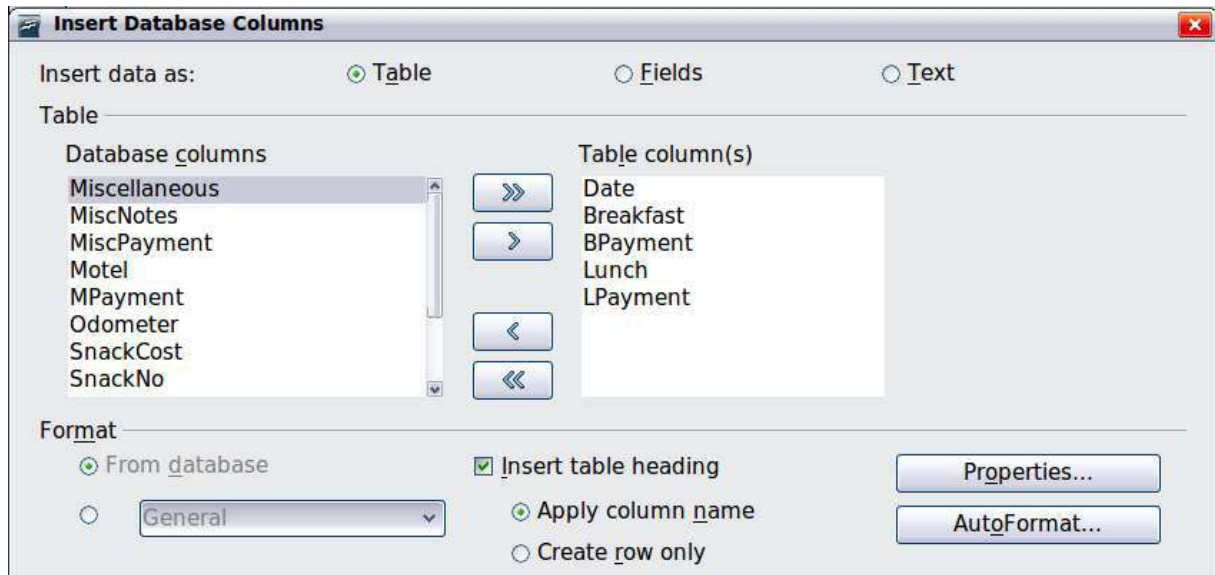 Insert Database Columns
Insert data as: Table Fields Text
Table
Database columns
Miscellaneous
MiscNotes
MiscPayment
Motel
MPayment
Odometer
SnackCost
SnackNo
Table column(s)
Date
Breakfast
BPayment
Lunch
LPayment
Format
From database
General
Insert table heading
Apply column name
Create row only
Properties...
AutoFormat...